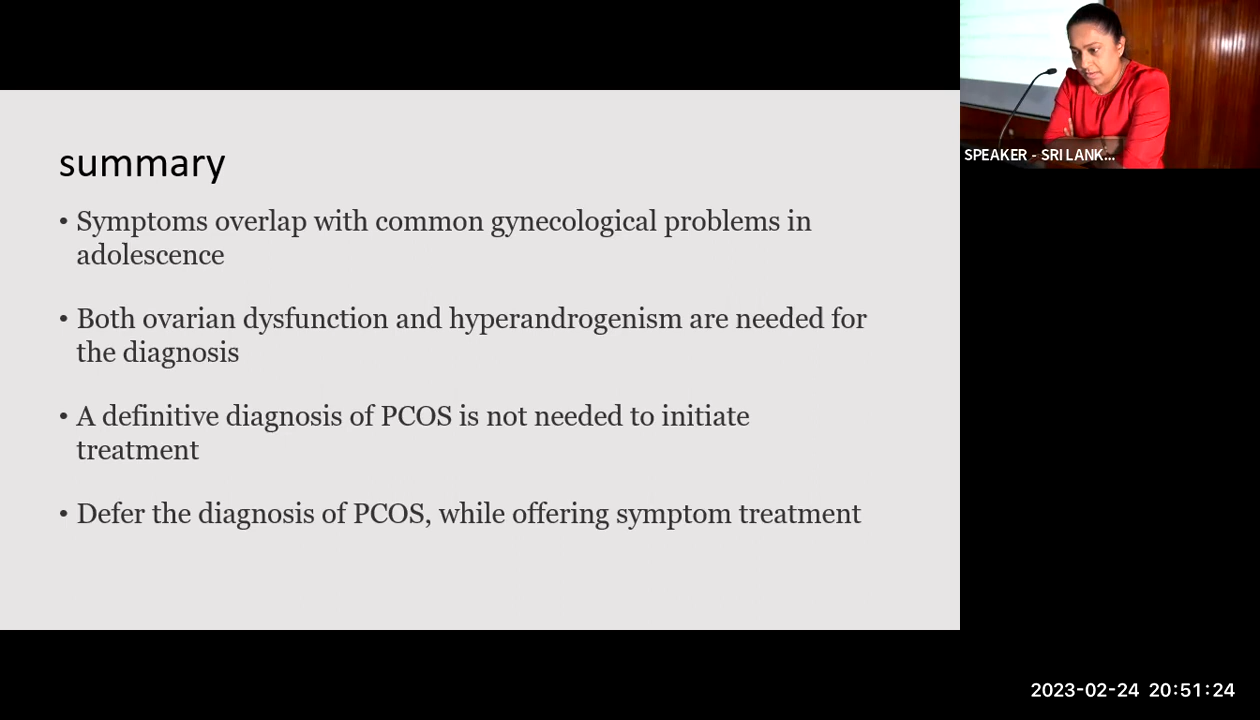 summary
• Symptoms overlap with common gynecological problems in
adolescence
• Both ovarian dysfunction and hyperandrogenism are needed for
the diagnosis
• A definitive diagnosis of PCOS is not needed to initiate
treatment
• Defer the diagnosis of PCOS, while offering symptom treatment
SPEAKER - SRI LANK...
2023-02-24 20:51:24